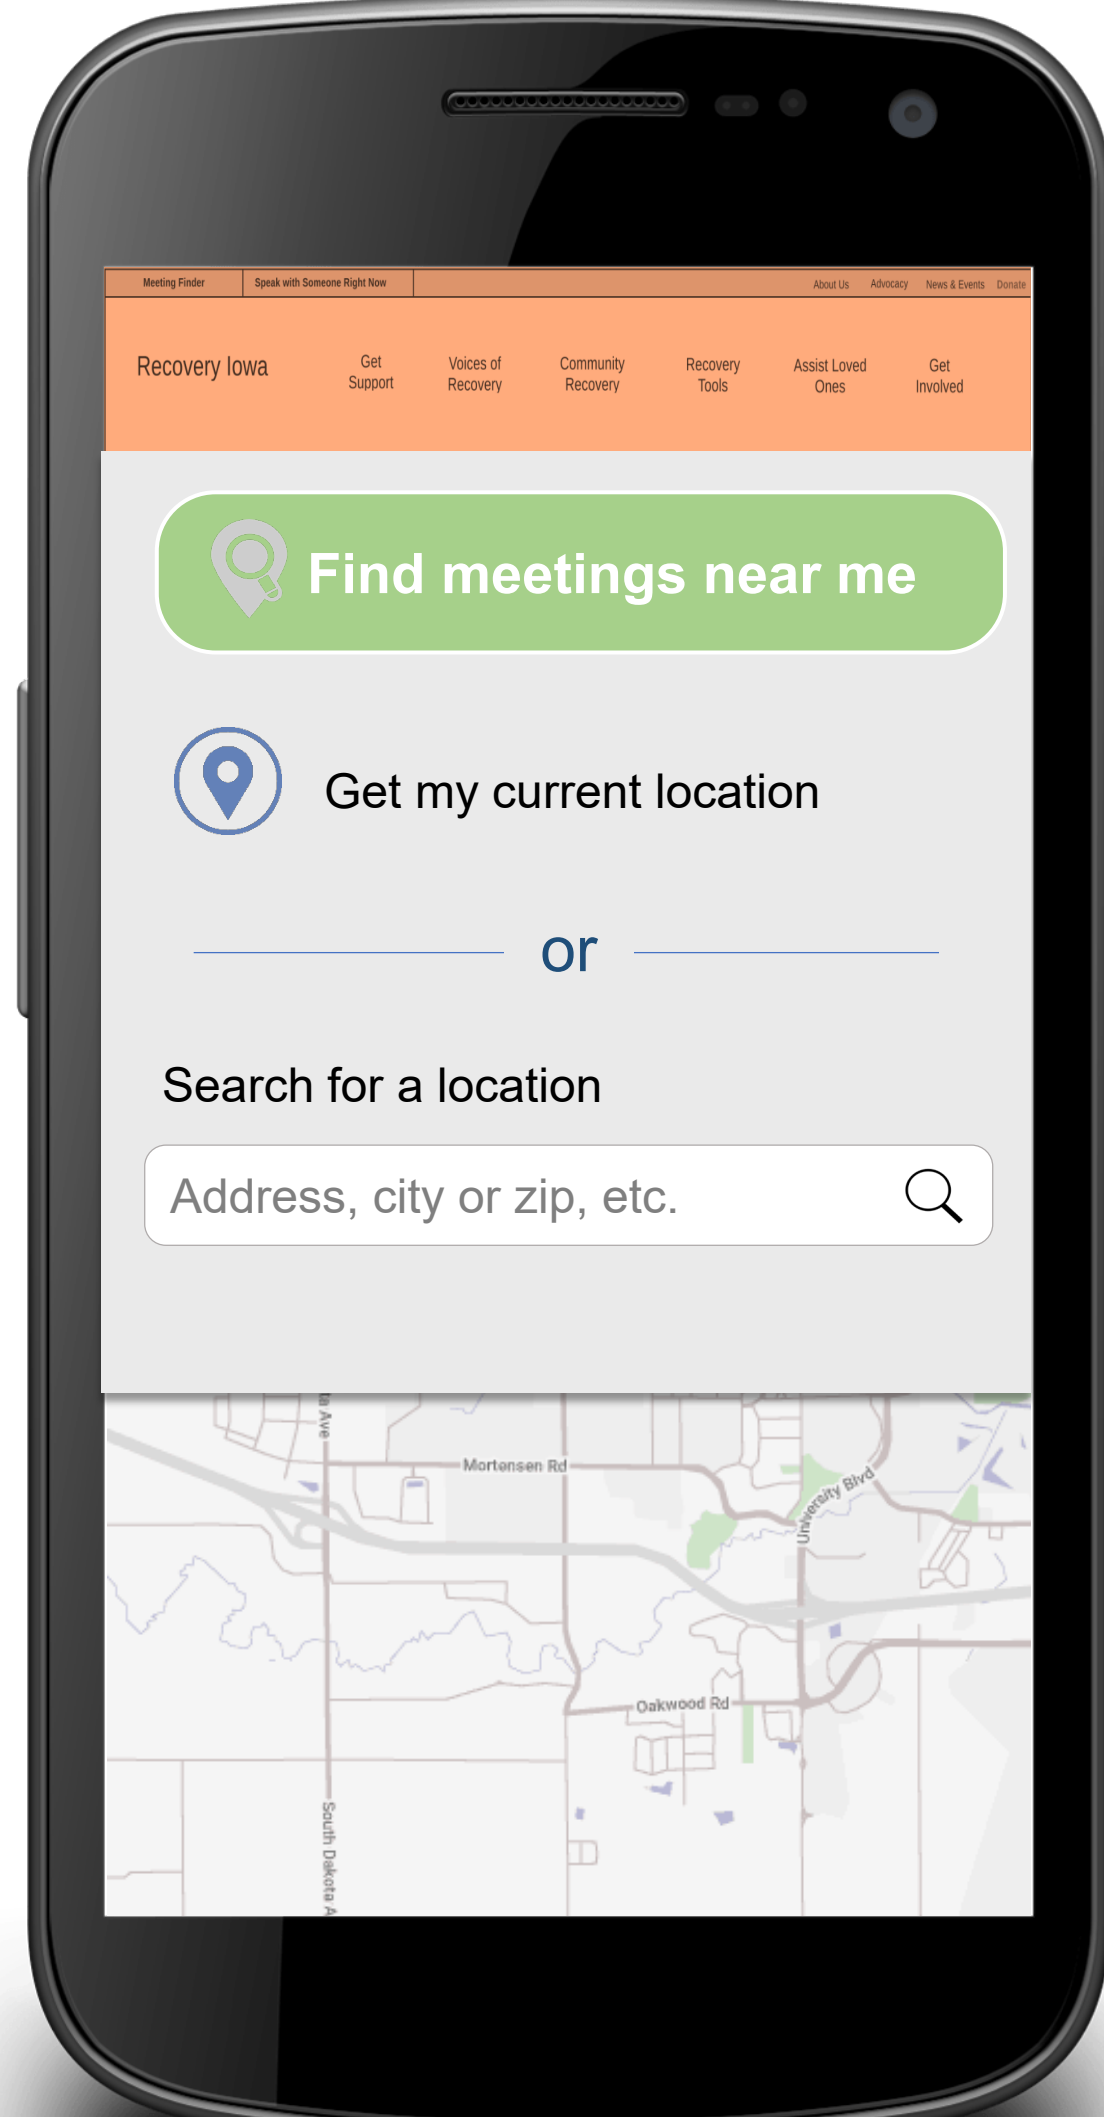 Meeting Finder
Speak with Someone Right Now
About Us
Advocacy
News & Events
Donate
Recovery Iowa
Get
Support
Voices of
Recovery
Community
Recovery
Recovery
Tools
Assist Loved
Ones
Get
Involved
Find meetings near me
Get my current location
or
Search for a location
Address, city or zip, etc.
ta Ave
Mortensen Rd
University Blvd
Oakwood Rd
South Dakota A